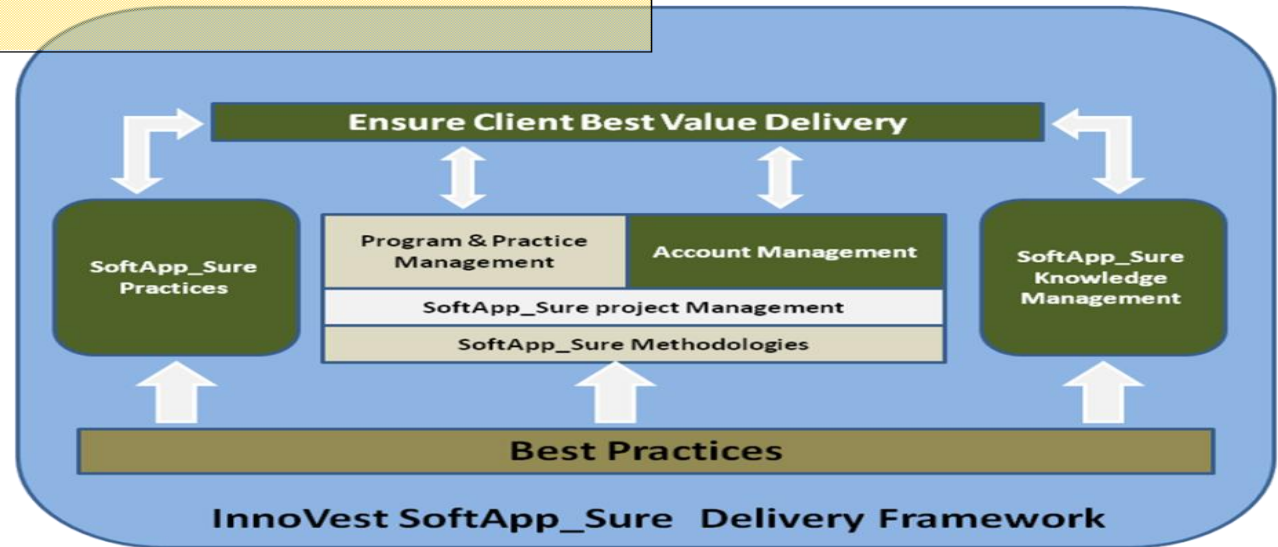 Ensure Client Best Value Delivery
SoftApp_Sure
Practices
Program & Practice
Management
Account Management
SoftApp_Sure project Management
SoftApp_Sure Methodologies
SoftApp_Sure
Knowledge
Management
Best Practices
InnoVest SoftApp_Sure Delivery Framework